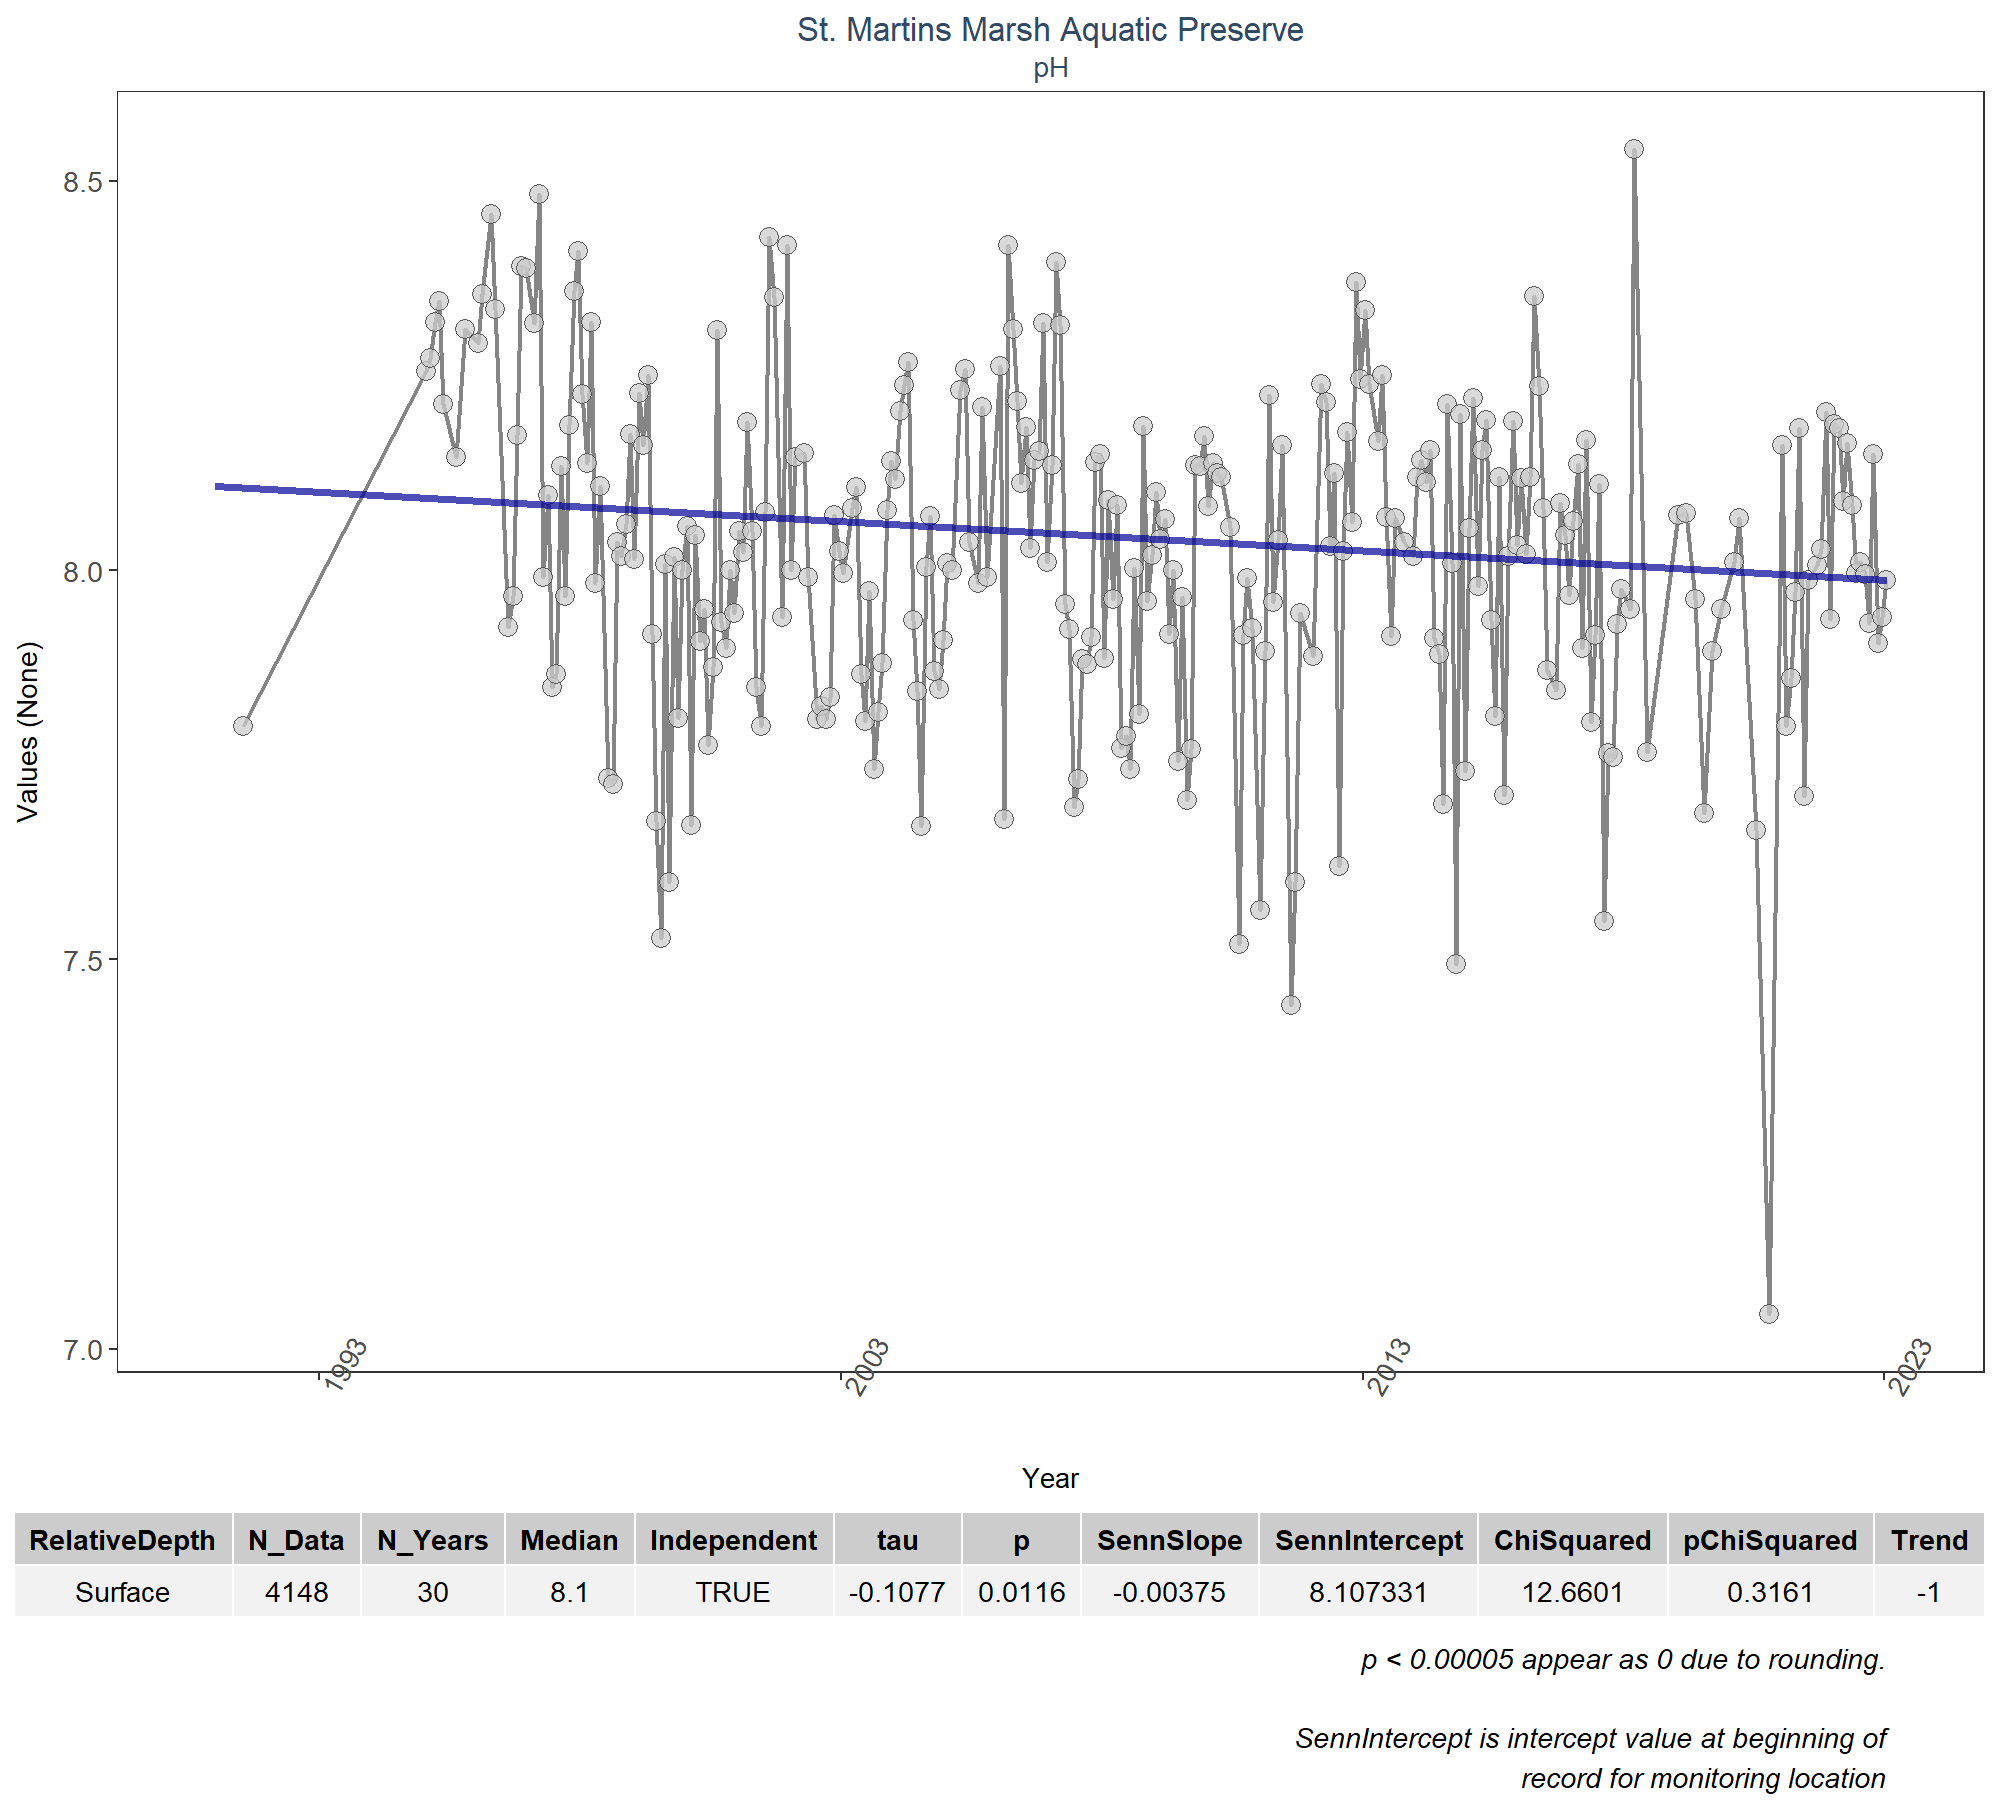 St. Martins Marsh Aquatic Preserve
pH
8.5
8.0
7.5
7.0
Values (None)
1993 2003 2013 2023
Year
RelativeDepth N_Data N_Years Median Independent tau p SennSlope SennIntercept ChiSquared pChiSquared Trend
Surface 4148 30 8.1 TRUE -0.1077 0.0116 -0.00375 8.107331 12.6601 0.3161 -1
p < 0.00005 appear as 0 due to rounding.
SennIntercept is intercept value at beginning of
record for monitoring location